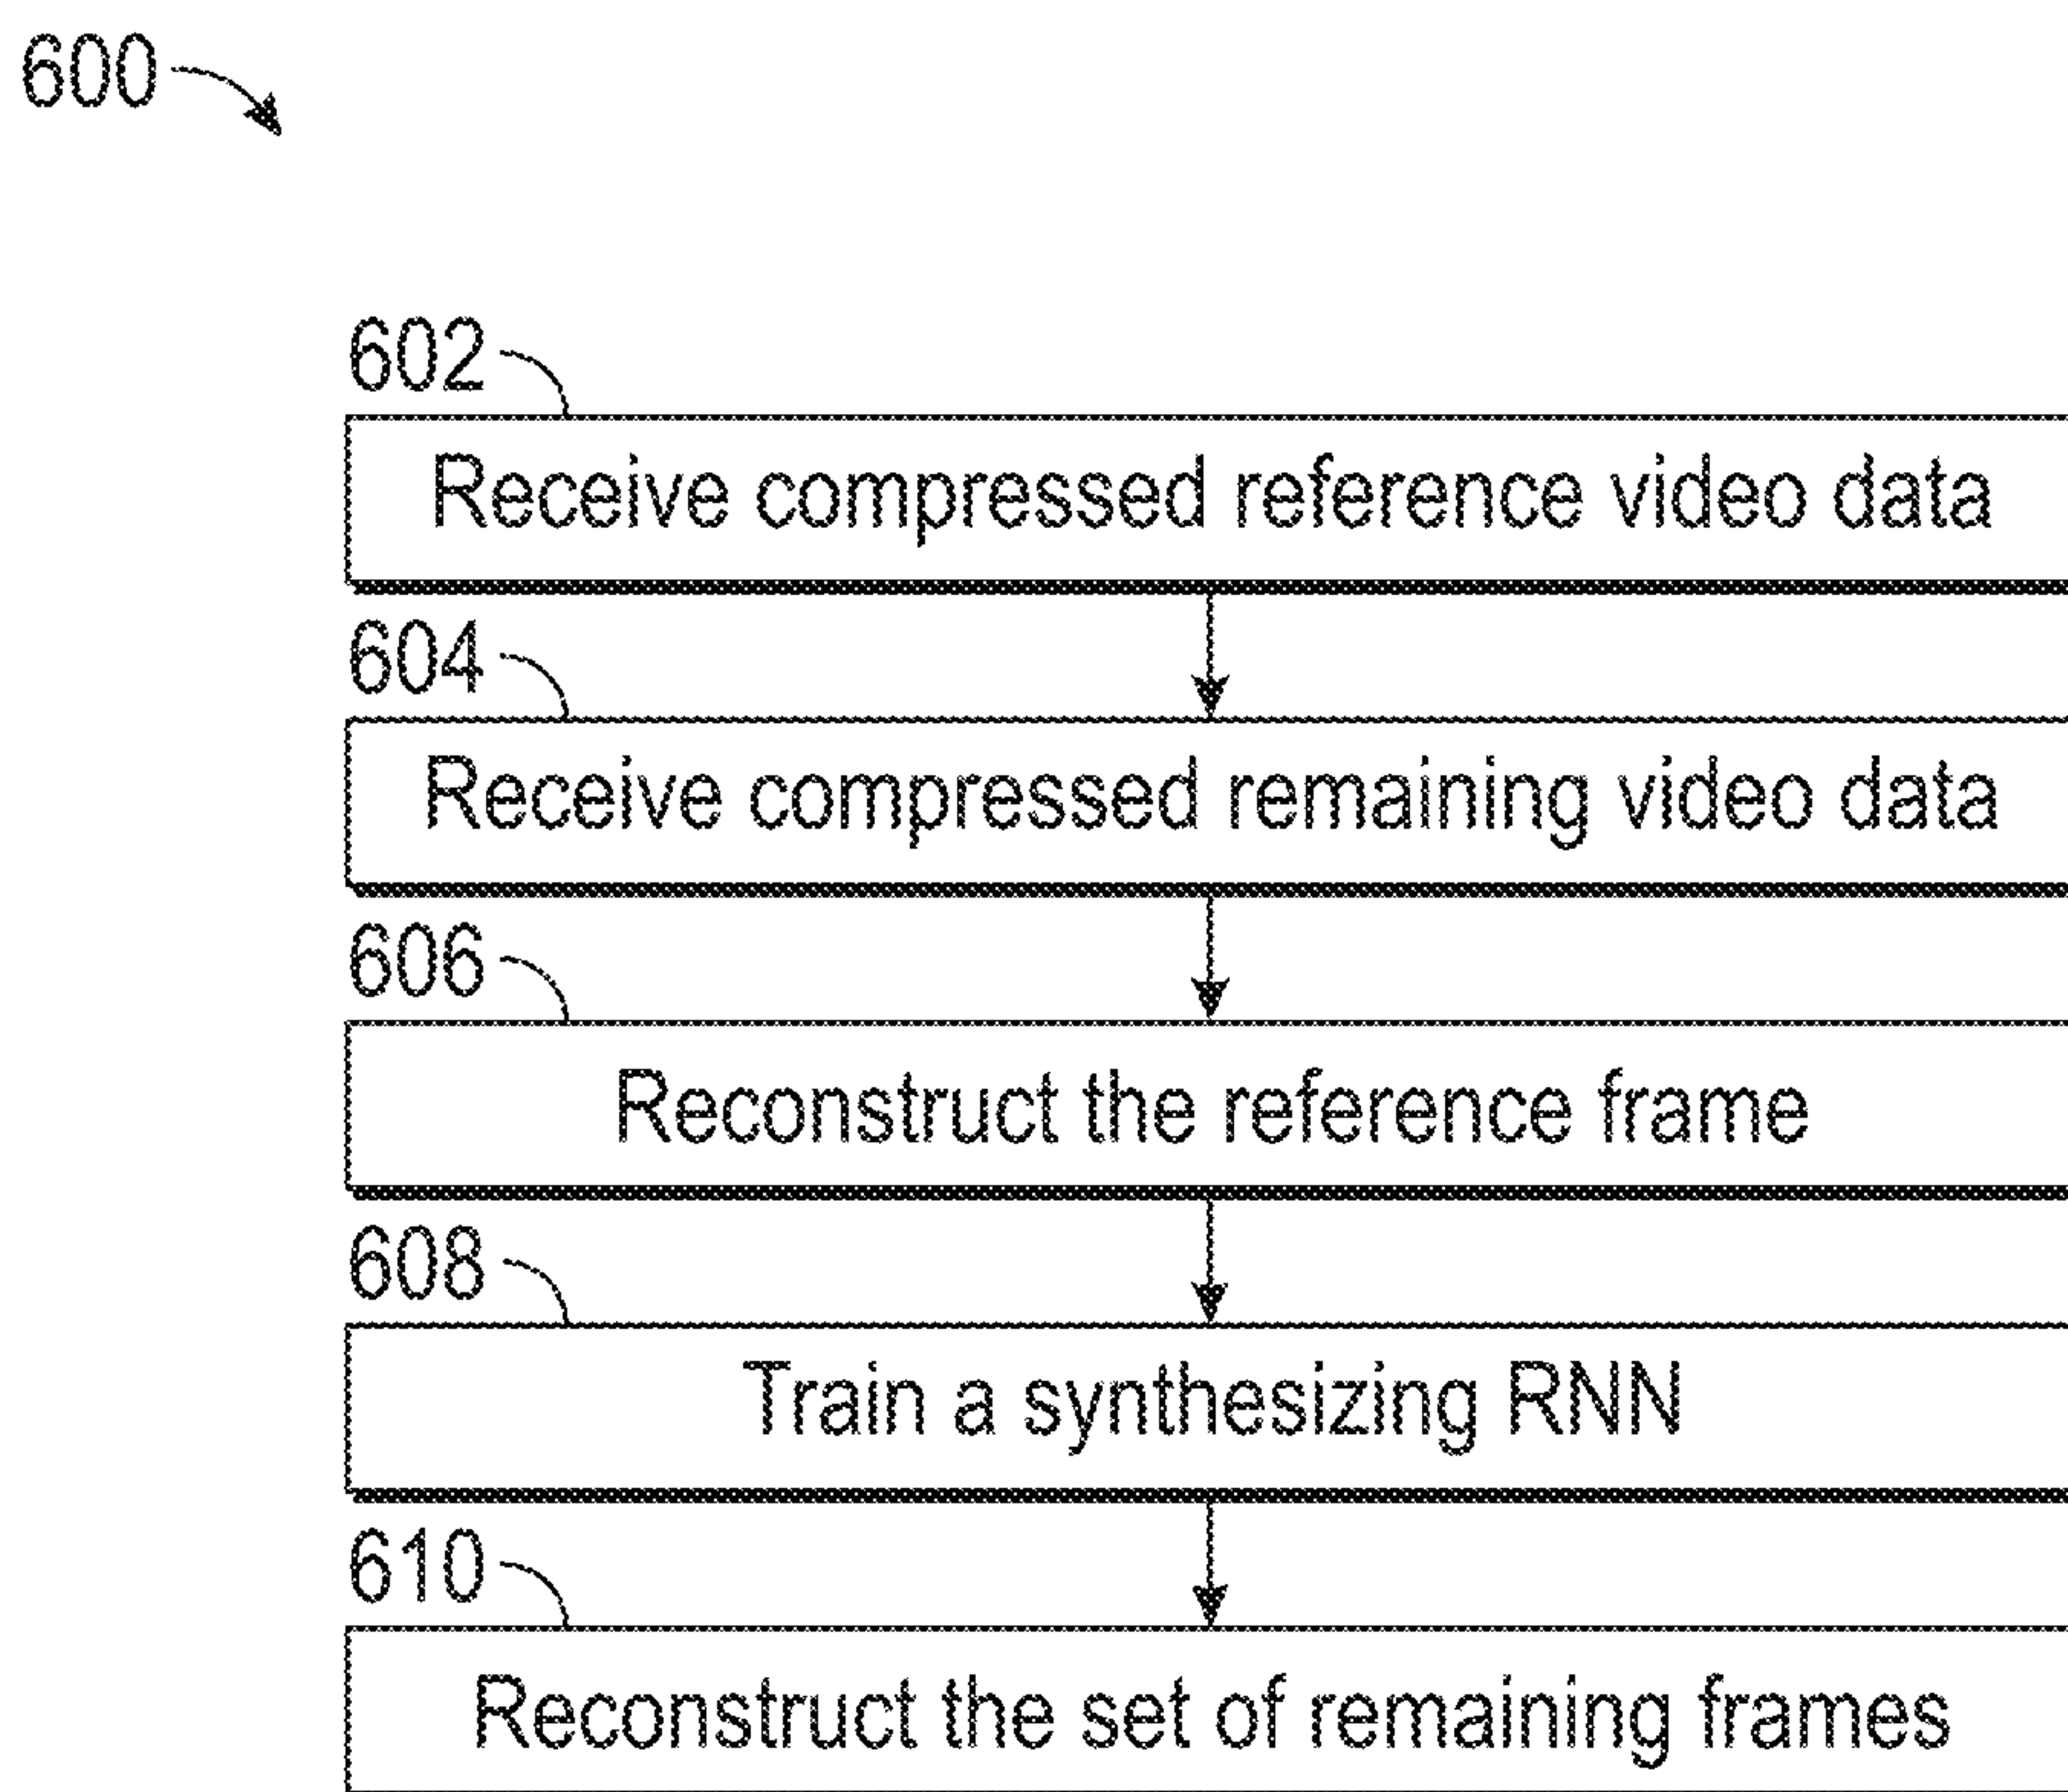 600
602
Receive compressed reference video data
604
Receive compressed remaining video data
606
Reconstruct the reference frame
608
Train a synthesizing RNN
610
Reconstruct the set of remaining frames